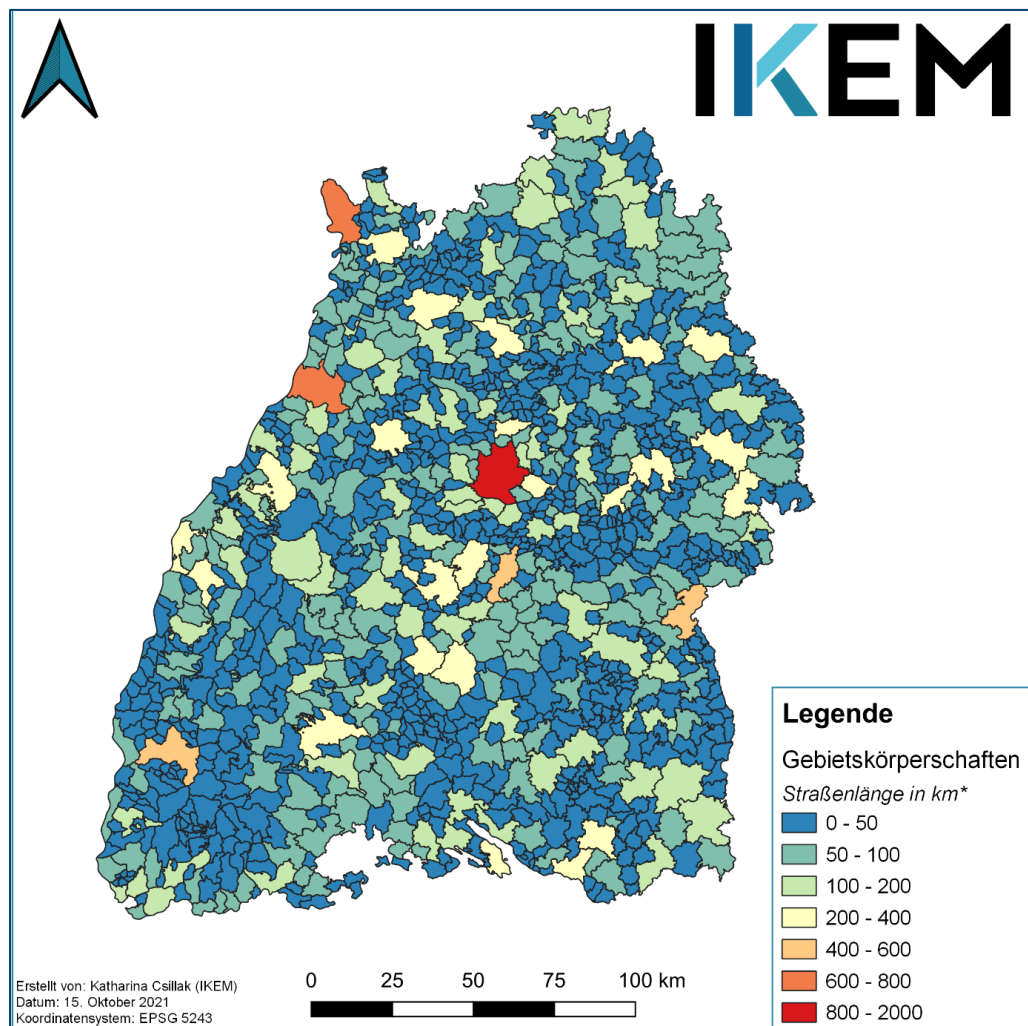 IKEM
Legende
Gebietskörperschaften
Straßenlänge in km*
0 - 50
50 - 100
100 - 200
200 - 400
400 - 600
600 - 800
800 - 2000
0 25 50 75 100 km
Erstellt von: Katharina Csillak (IKEM)
Datum: 15. Oktober 2021
Koordinatensystem: EPSG 5243